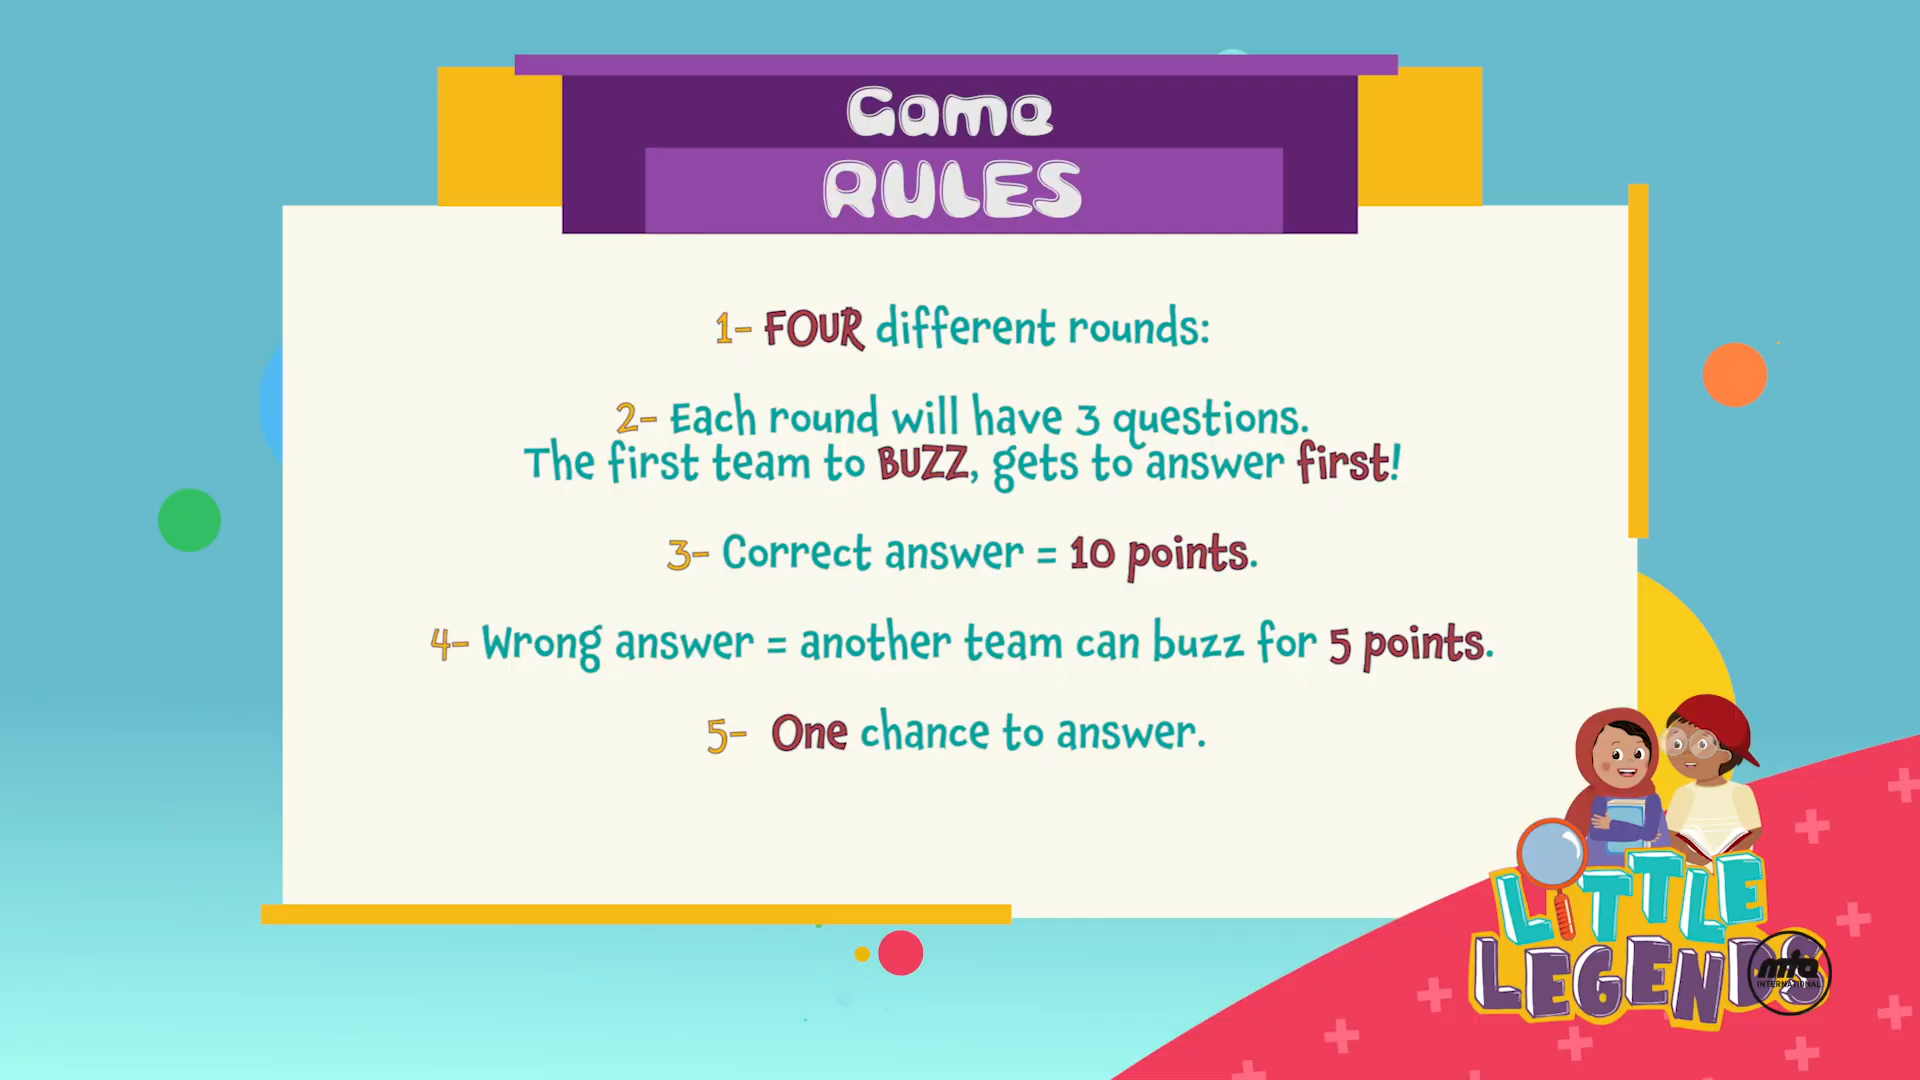 Game
RULES
1- FOUR different rounds:
2- Each round will have 3 questions.
The first team to BUZZ, gets to answer first!
3- Correct answer = 10 points.
4- Wrong answer = another team can buzz for 5 points.
5- One chance to answer.
LITTLE
LEGENDS
mta
INTERNATIONAL